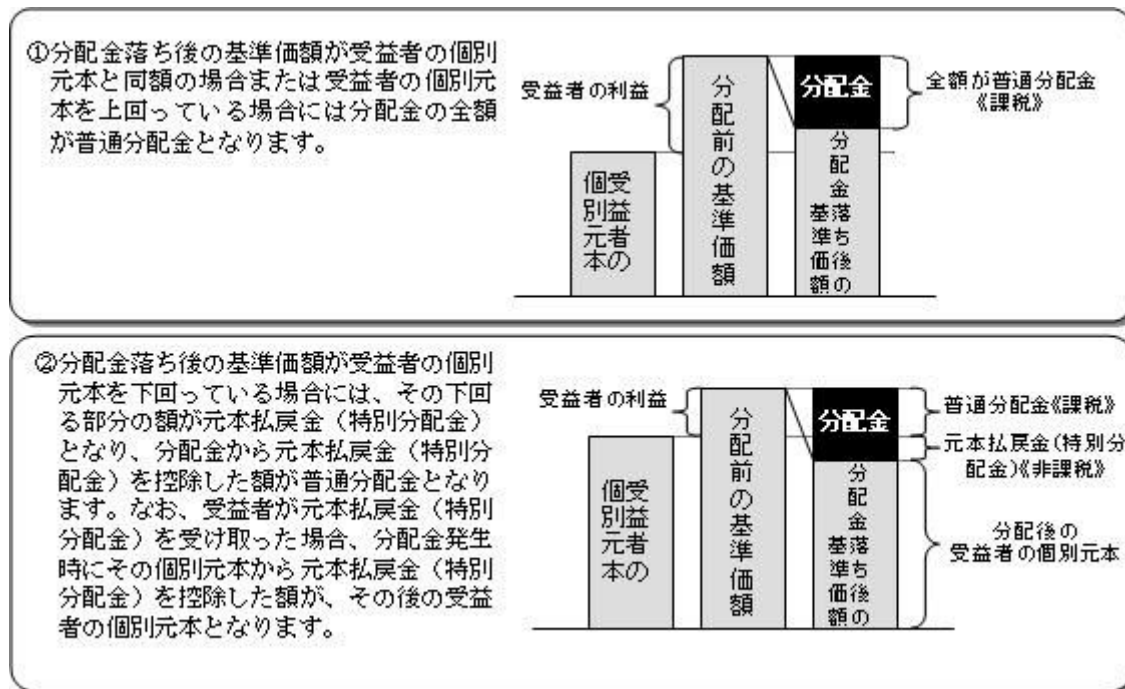 ①分配金落ち後の基準価額が受益者の個別
元本と同額の場合または受益者の個別元
本を上回っている場合には分配金の全額
が普通分配金となります。
受益者の利益
受益者の
個別元本
分配前の基準価額
分配金
分配金落ち後の
基準価額
全額が普通分配金
《課税》
②分配金落ち後の基準価額が受益者の個別
元本を下回っている場合には、その下回
る部分の額が元本払戻金（特別分配金）
となり、分配金から元本払戻金（特別分
配金）を控除した額が普通分配金となり
ます。なお、受益者が元本払戻金（特別
分配金）を受け取った場合、分配金発生
時にその個別元本から元本払戻金（特別
分配金）を控除した額が、その後の受益
者の個別元本となります。
受益者の利益
受益者の
個別元本
分配前の基準価額
分配金
分配金落ち後の
基準価額
普通分配金《課税》
元本払戻金(特別分
配金)《非課税》
分配後の
受益者の個別元本